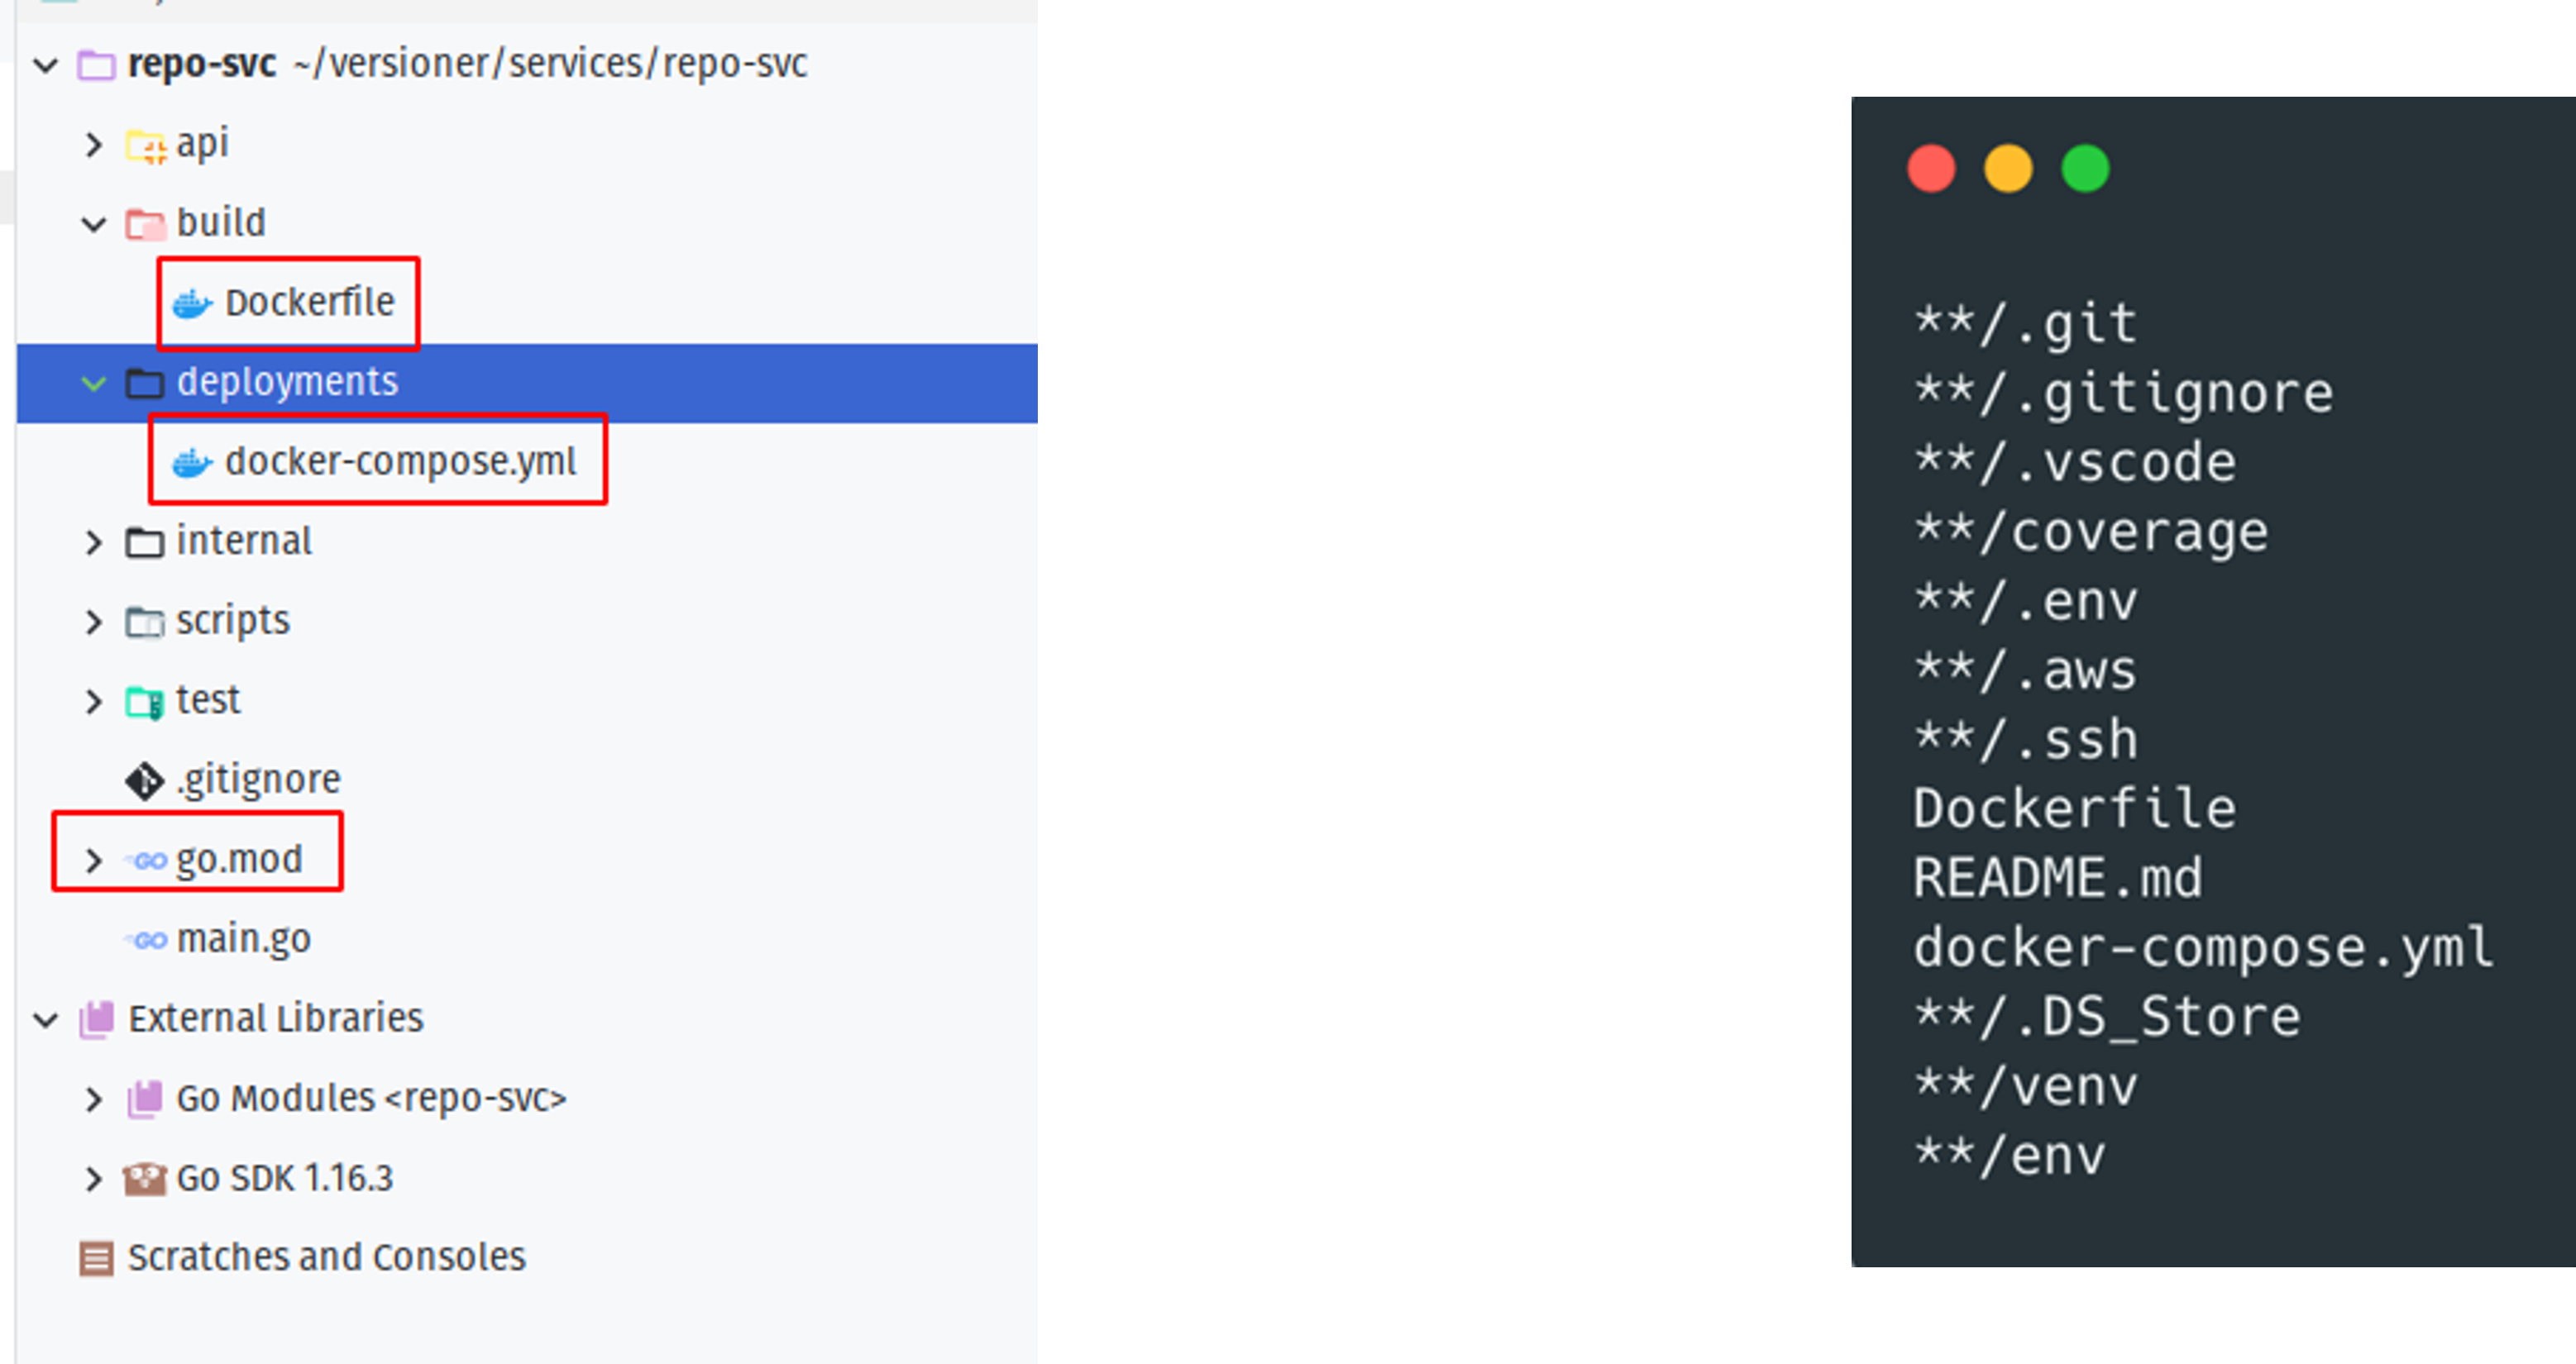 repo-svc ~/versioner/services/repo-svc
api
build
Dockerfile
deployments
docker-compose.yml
internal
scripts
test
.gitignore
go.mod
main.go
External Libraries
Go Modules <repo-svc>
Go SDK 1.16.3
Scratches and Consoles
**/.git
**/.gitignore
**/.vscode
**/coverage
**/.env
**/.aws
**/.ssh
Dockerfile
README.md
docker-compose.yml
**/.DS_Store
**/venv
**/env